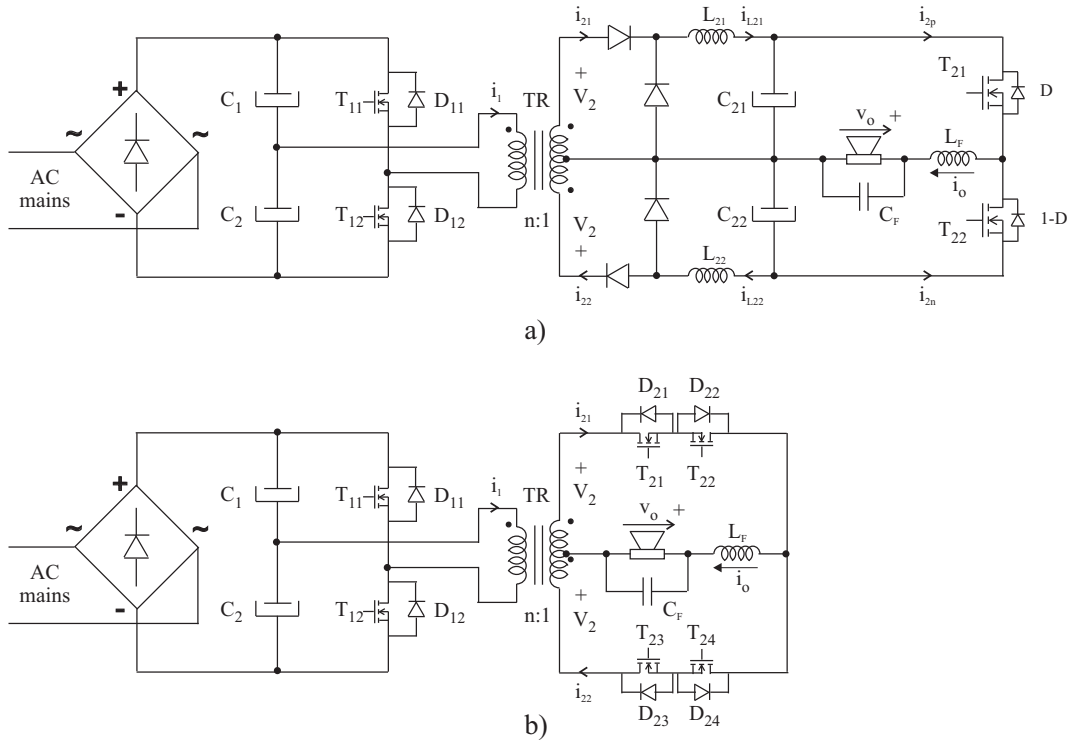 i21 L21 iL21 i2p
+ C1 T11 D11 i1 TR + V2 C21 T21 D
~ ~ vo + LF
AC mains io
- C2 T12 D12 n:1 V2 + C22 CF T22 1-D
L22
i22 iL22 i2n
a)
D21 D22
i21
T21 T22
+ C1 T11 D11 i1 TR + V2 vo + LF
~ ~
AC mains io
- C2 T12 D12 n:1 + V2 CF
T23 T24
i22
D23 D24
b)